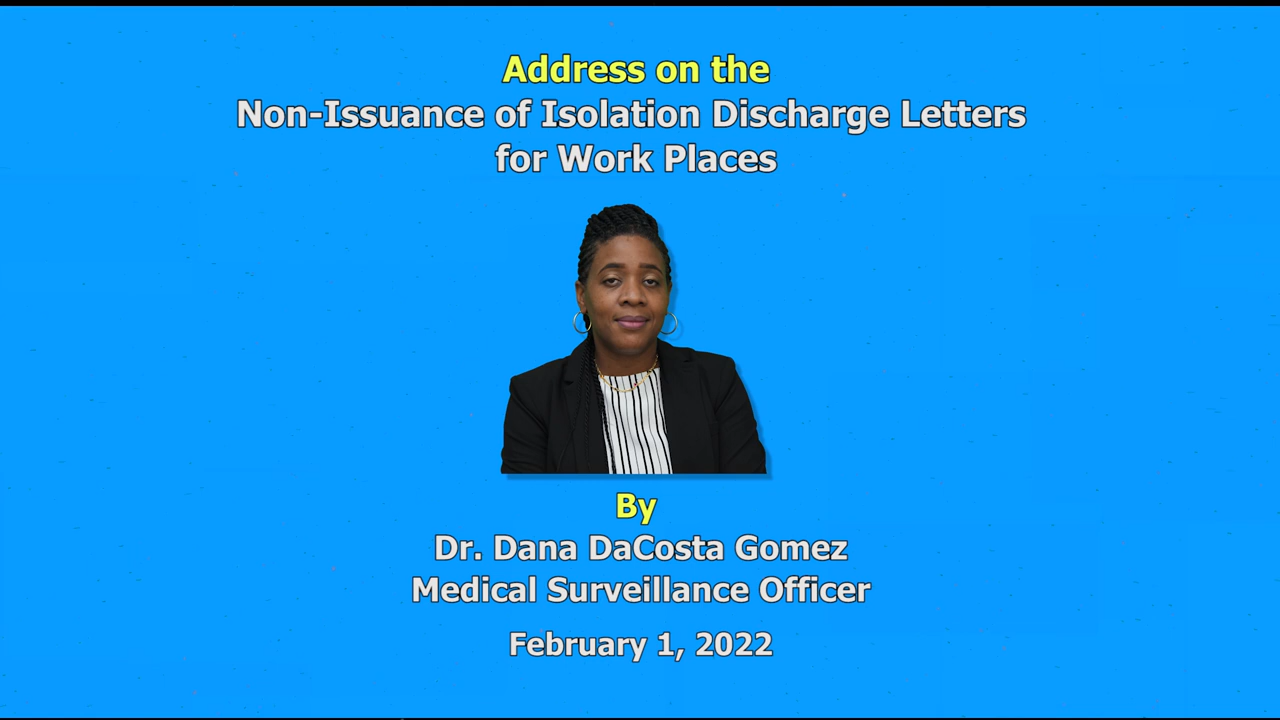 Address on the
Non-Issuance of Isolation Discharge Letters
for Work Places
By
Dr. Dana DaCosta Gomez
Medical Surveillance Officer
February 1, 2022